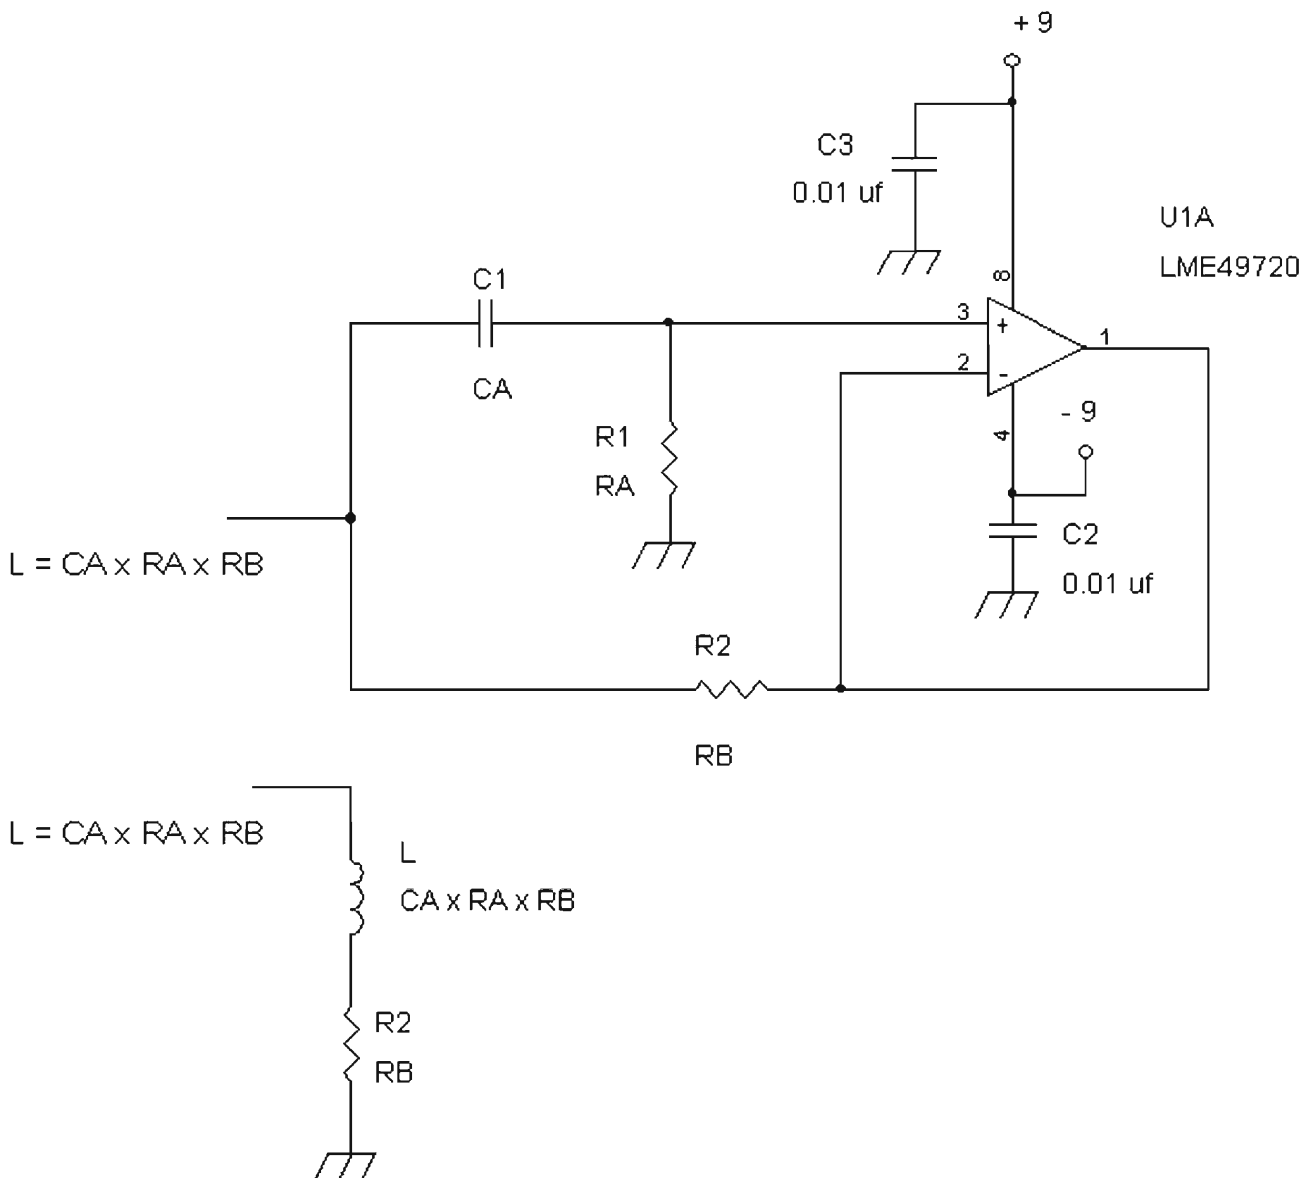 + 9
C3
0.01 uf
U1A
LME49720
8
C1
3
+
1
CA
2
-
- 9
R1
4
RA
C2
L = CA x RA x RB
0.01 uf
R2
RB
L = CA x RA x RB
L
CA x RA x RB
R2
RB